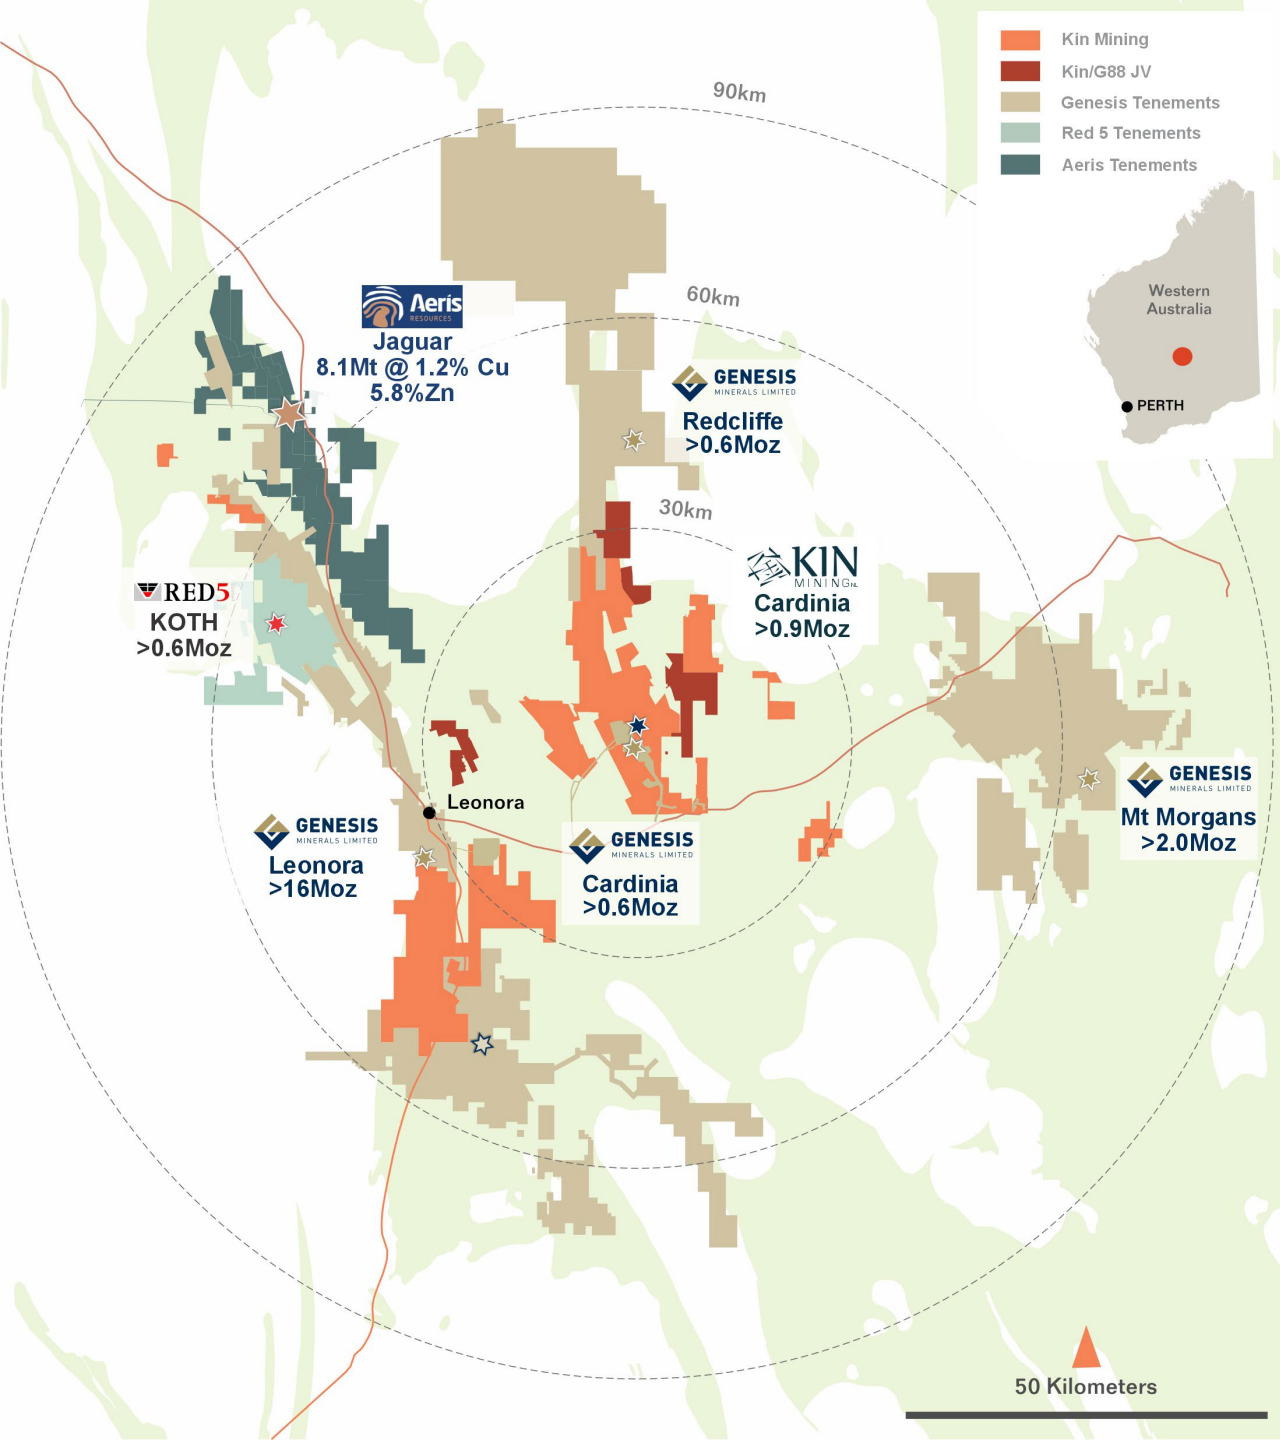 Kin Mining
Kin/G88 JV
Genesis Tenements
Red 5 Tenements
Aeris Tenements
90km
Western
Australia
PERTH
60km
Aeris
RESOURCES
Jaguar
8.1Mt @ 1.2% Cu
5.8%Zn
GENESIS
MINERALS LIMITED
Redcliffe
>0.6Moz
30km
KIN
MINING NL
Cardinia
>0.9Moz
RED5
KOTH
>0.6Moz
GENESIS
MINERALS LIMITED
Mt Morgans
>2.0Moz
Leonora
GENESIS
MINERALS LIMITED
Leonora
>16Moz
GENESIS
MINERALS LIMITED
Cardinia
>0.6Moz
50 Kilometers